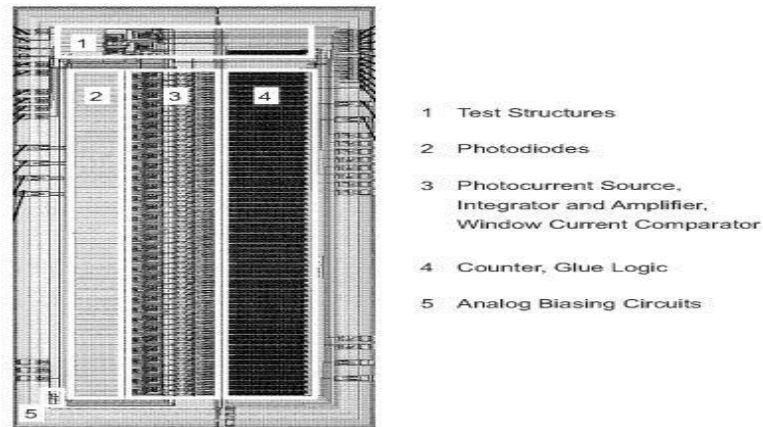 1
2
3
4
5
1 Test Structures
2 Photodiodes
3 Photocurrent Source,
Integrator and Amplifier,
Window Current Comparator
4 Counter, Glue Logic
5 Analog Biasing Circuits